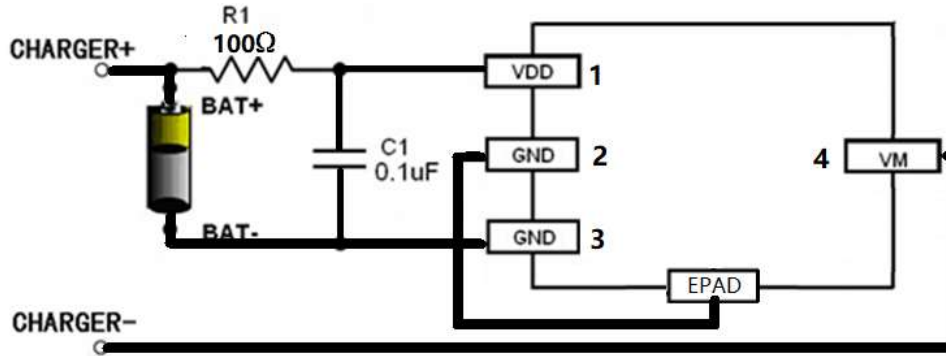 R1
100Ω
CHARGER+
BAT+
VDD
1
C1
0.1uF
GND
2
4
VM
BAT-
GND
3
EPAD
CHARGER-